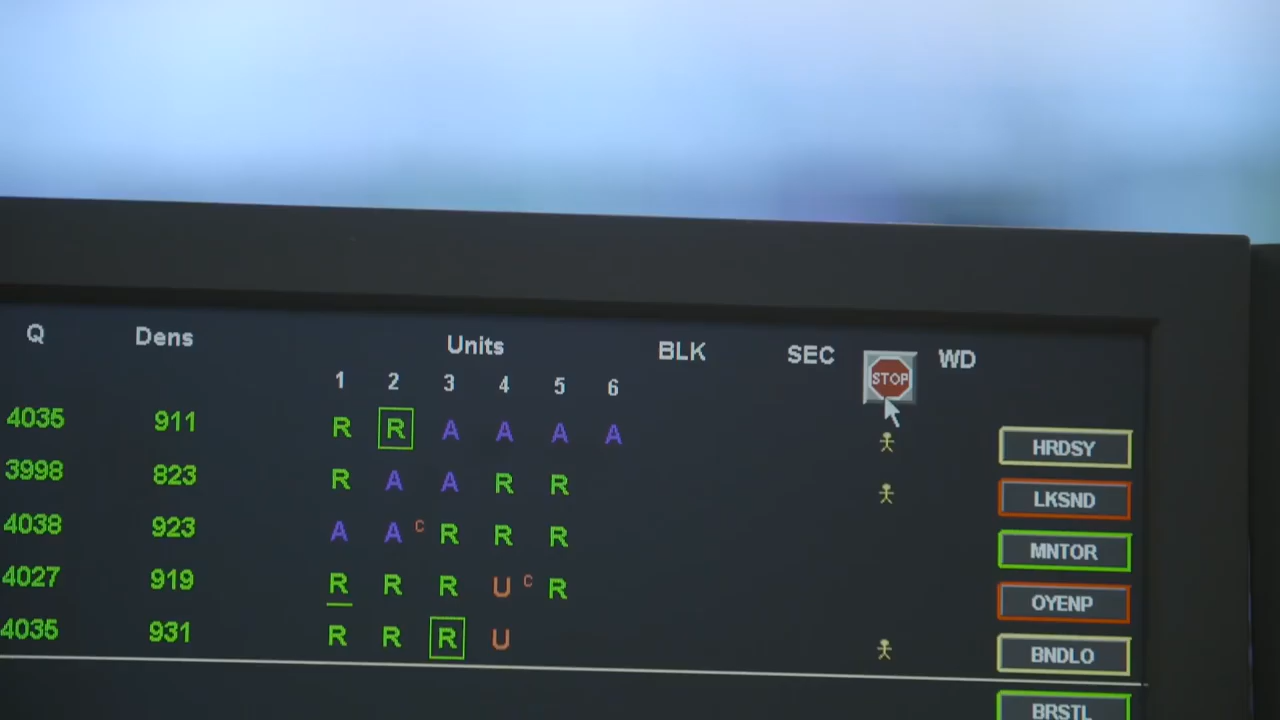 Q Dens Units BLK SEC STOP WD
1 2 3 4 5 6
4035 911 R R A A A A HRDSY
3998 823 R A A R R LKSND
4038 923 A A C R R R MNTOR
4027 919 R R R U C R OYENP
4035 931 R R R U BNDLO
BRSTL